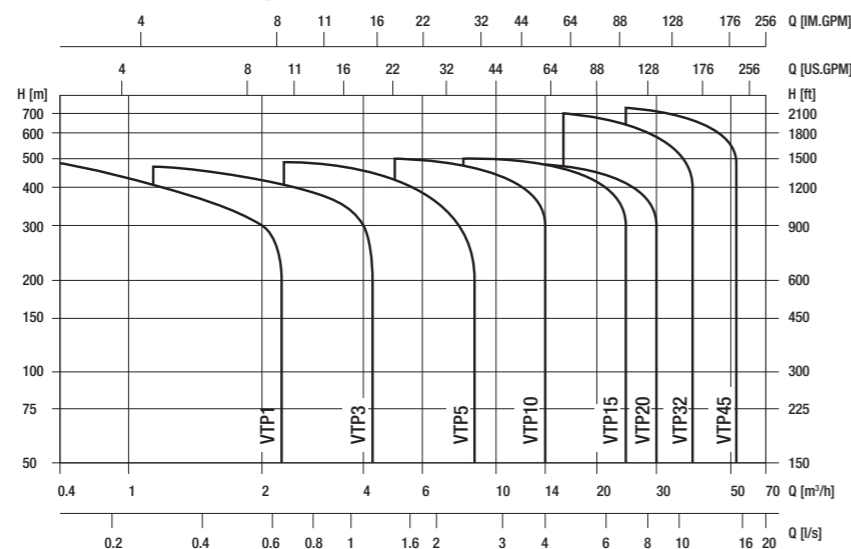 4 8 11 16 22 32 44 64 88 128 176 256 Q [IM.GPM]
4 8 11 16 22 32 44 64 88 128 176 256 Q [US.GPM]
H [m] H [ft]
700 2100
600 1800
500 1500
400 1200
300 900
200 600
150 450
100 300
75 225
50 150
VTP1 VTP3 VTP5 VTP10 VTP15 VTP20 VTP32 VTP45
0.4 1 2 4 6 10 14 20 30 50 70 Q [m³/h]
0.2 0.4 0.6 0.8 1 1.6 2 3 4 6 8 10 16 20 Q [l/s]